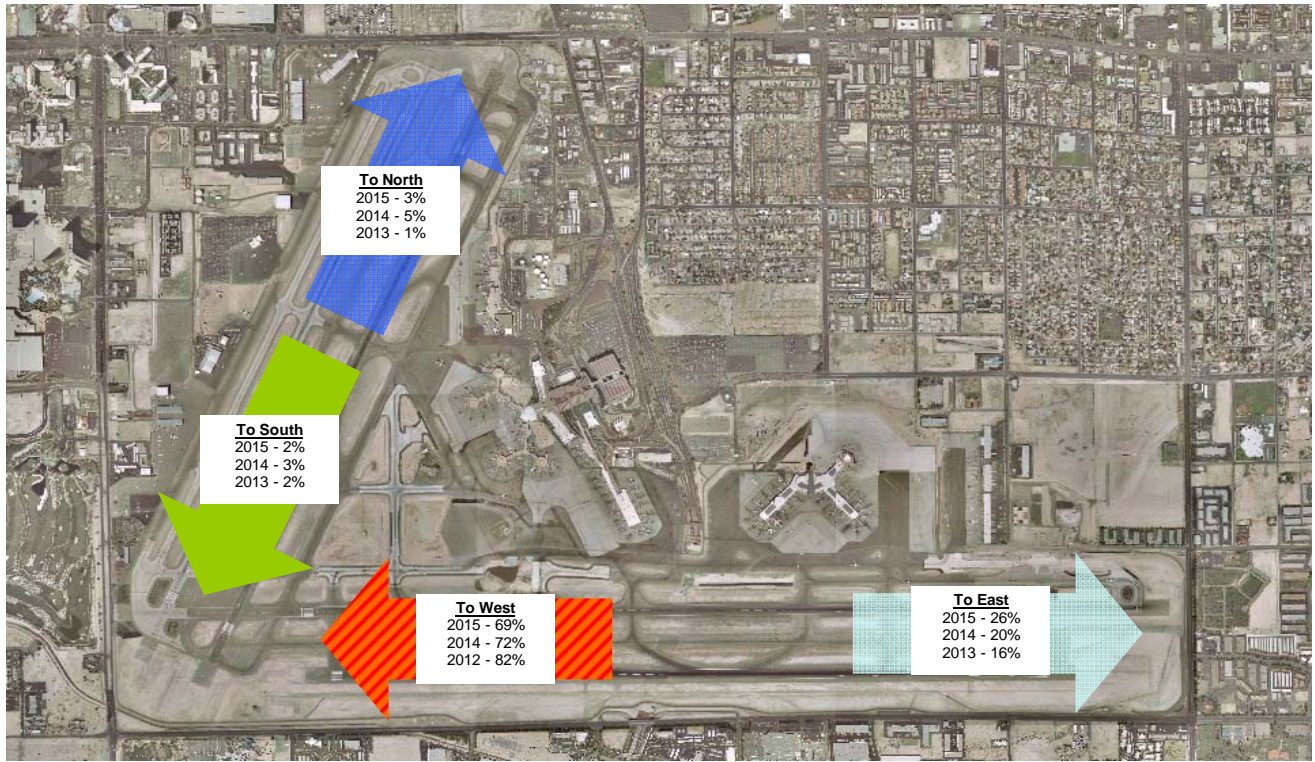 To North
2015 - 3%
2014 - 5%
2013 - 1%
To South
2015 - 2%
2014 - 3%
2013 - 2%
To West
2015 - 69%
2014 - 72%
2012 - 82%
To East
2015 - 26%
2014 - 20%
2013 - 16%